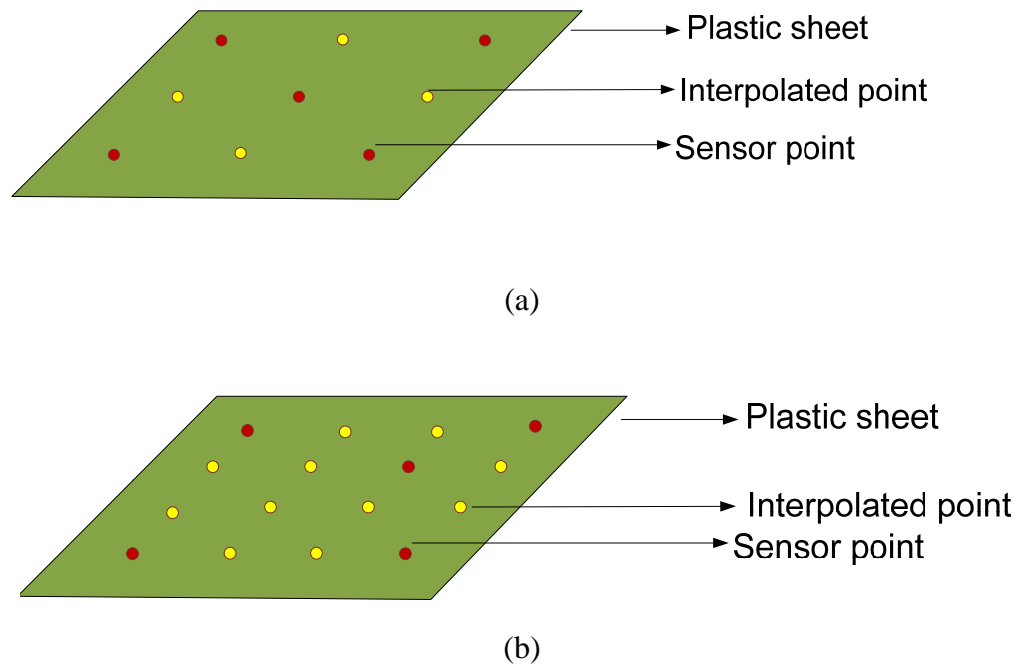 Plastic sheet
Interpolated point
Sensor point
(a)
Plastic sheet
Interpolated point
Sensor point
(b)